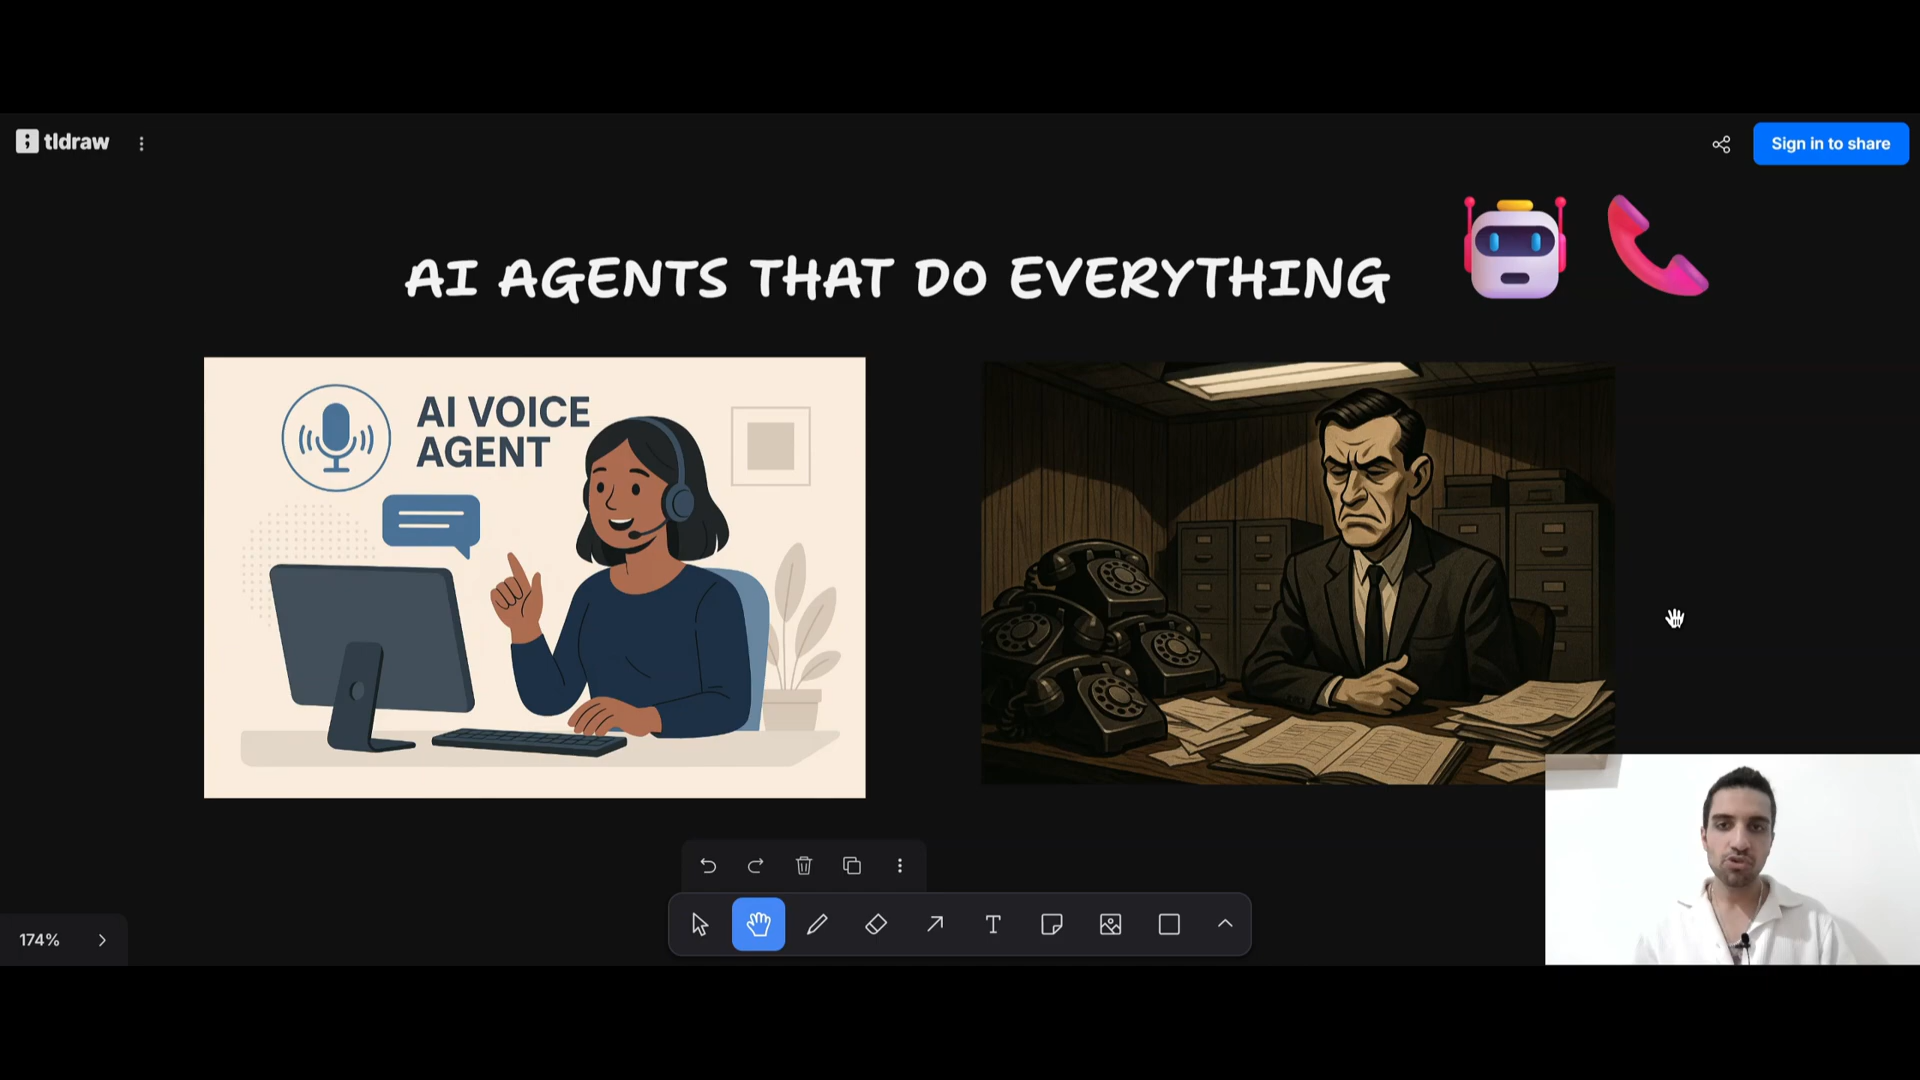 tldraw
Sign in to share
AI AGENTS THAT DO EVERYTHING
AI VOICE
AGENT
174%